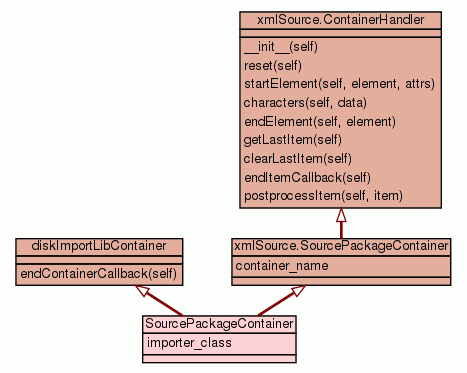 xmlSource.ContainerHandler
__init__(self)
reset(self)
startElement(self, element, attrs)
characters(self, data)
endElement(self, element)
getLastItem(self)
clearLastItem(self)
endItemCallback(self)
postprocessItem(self, item)
diskImportLibContainer
endContainerCallback(self)
xmlSource.SourcePackageContainer
container_name
SourcePackageContainer
importer_class